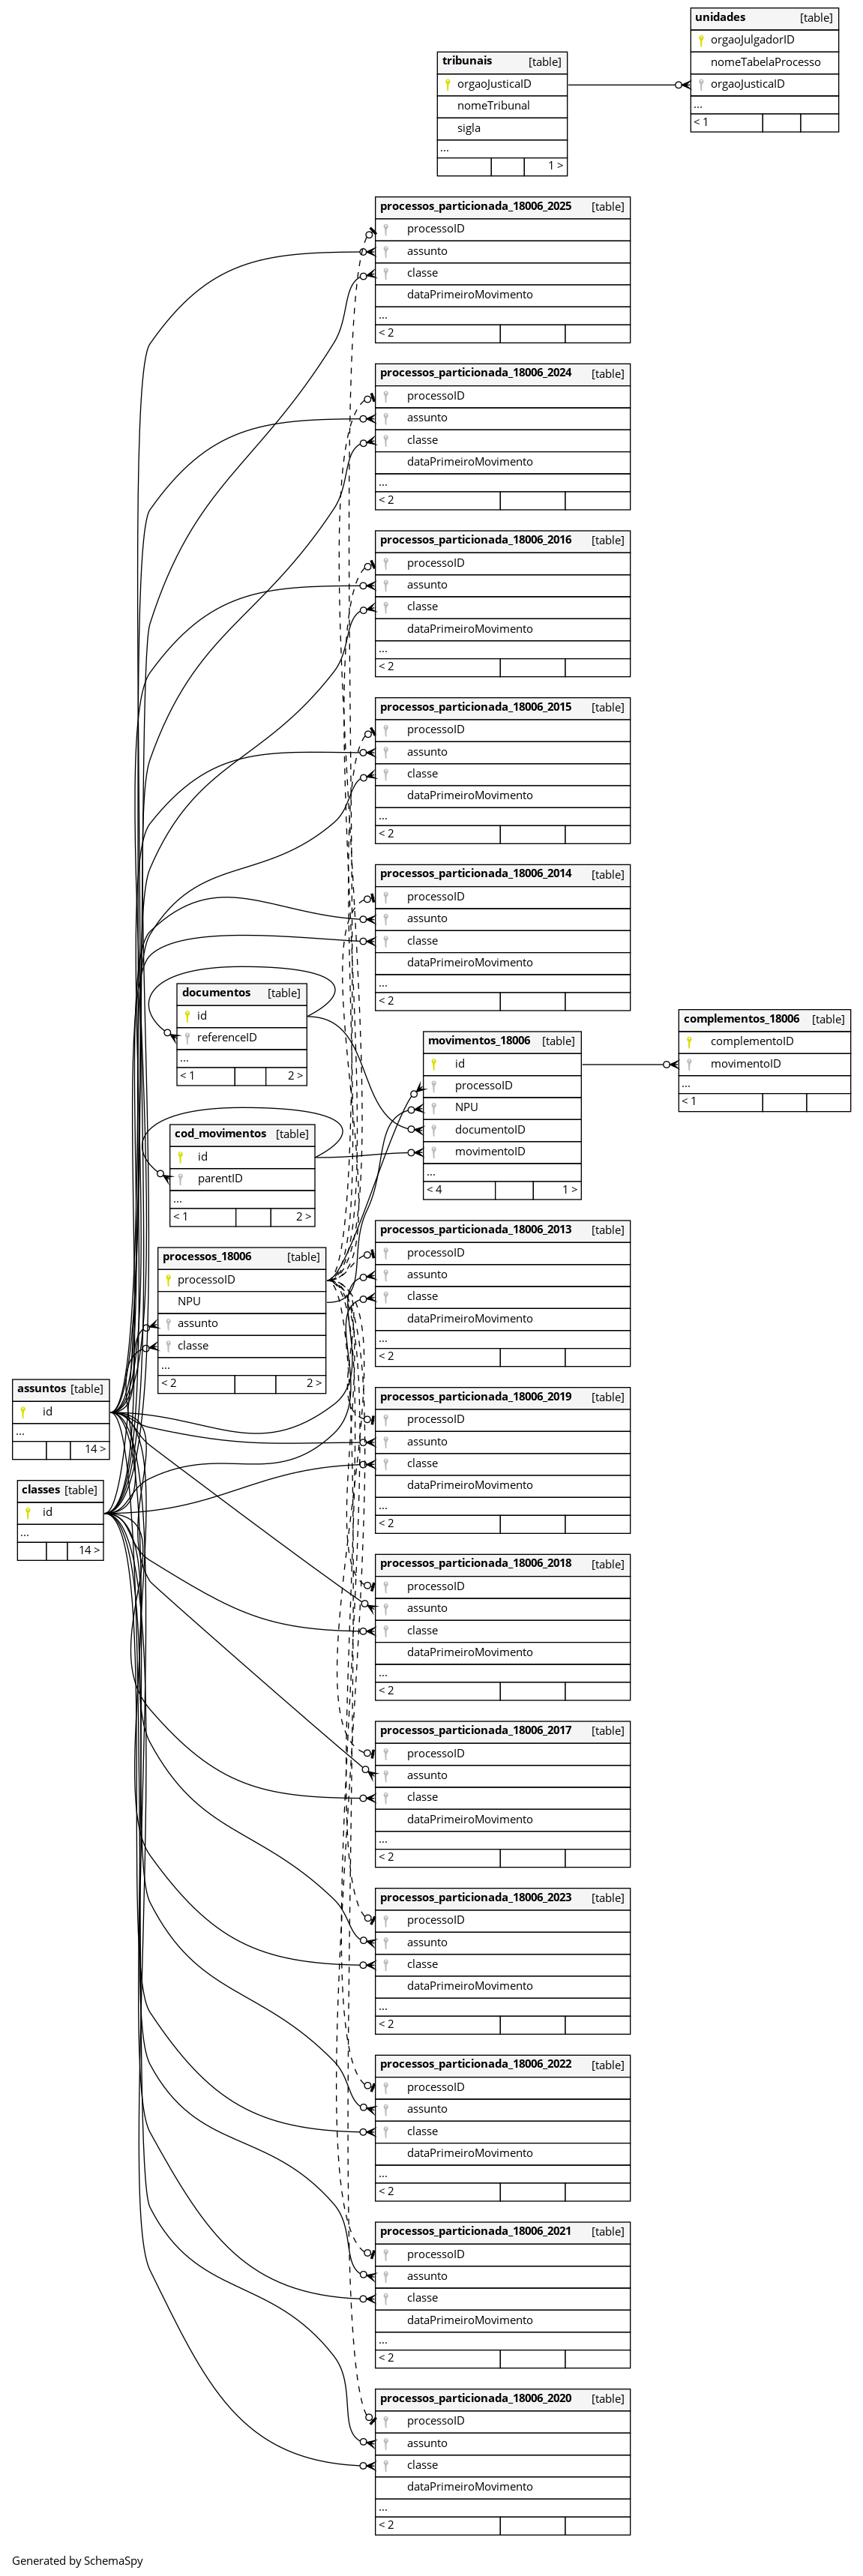 unidades [table]
orgaoJulgadorID
nomeTabelaProcesso
orgaoJusticaID
...
< 1
tribunais [table]
orgaoJusticaID
nomeTribunal
sigla
...
1 >
processos_particionada_18006_2025 [table]
processoID
assunto
classe
dataPrimeiroMovimento
...
< 2
processos_particionada_18006_2024 [table]
processoID
assunto
classe
dataPrimeiroMovimento
...
< 2
processos_particionada_18006_2016 [table]
processoID
assunto
classe
dataPrimeiroMovimento
...
< 2
processos_particionada_18006_2015 [table]
processoID
assunto
classe
dataPrimeiroMovimento
...
< 2
processos_particionada_18006_2014 [table]
processoID
assunto
classe
dataPrimeiroMovimento
...
< 2
documentos [table]
id
referenceID
...
< 1 2 >
movimentos_18006 [table]
id
processoID
NPU
documentoID
movimentoID
...
< 4 1 >
complementos_18006 [table]
complementoID
movimentoID
...
< 1
cod_movimentos [table]
id
parentID
...
< 1 2 >
processos_18006 [table]
processoID
NPU
assunto
classe
...
< 2 2 >
processos_particionada_18006_2013 [table]
processoID
assunto
classe
dataPrimeiroMovimento
...
< 2
assuntos [table]
id
...
14 >
classes [table]
id
...
14 >
processos_particionada_18006_2019 [table]
processoID
assunto
classe
dataPrimeiroMovimento
...
< 2
processos_particionada_18006_2018 [table]
processoID
assunto
classe
dataPrimeiroMovimento
...
< 2
processos_particionada_18006_2017 [table]
processoID
assunto
classe
dataPrimeiroMovimento
...
< 2
processos_particionada_18006_2023 [table]
processoID
assunto
classe
dataPrimeiroMovimento
...
< 2
processos_particionada_18006_2022 [table]
processoID
assunto
classe
dataPrimeiroMovimento
...
< 2
processos_particionada_18006_2021 [table]
processoID
assunto
classe
dataPrimeiroMovimento
...
< 2
processos_particionada_18006_2020 [table]
processoID
assunto
classe
dataPrimeiroMovimento
...
< 2
Generated by SchemaSpy